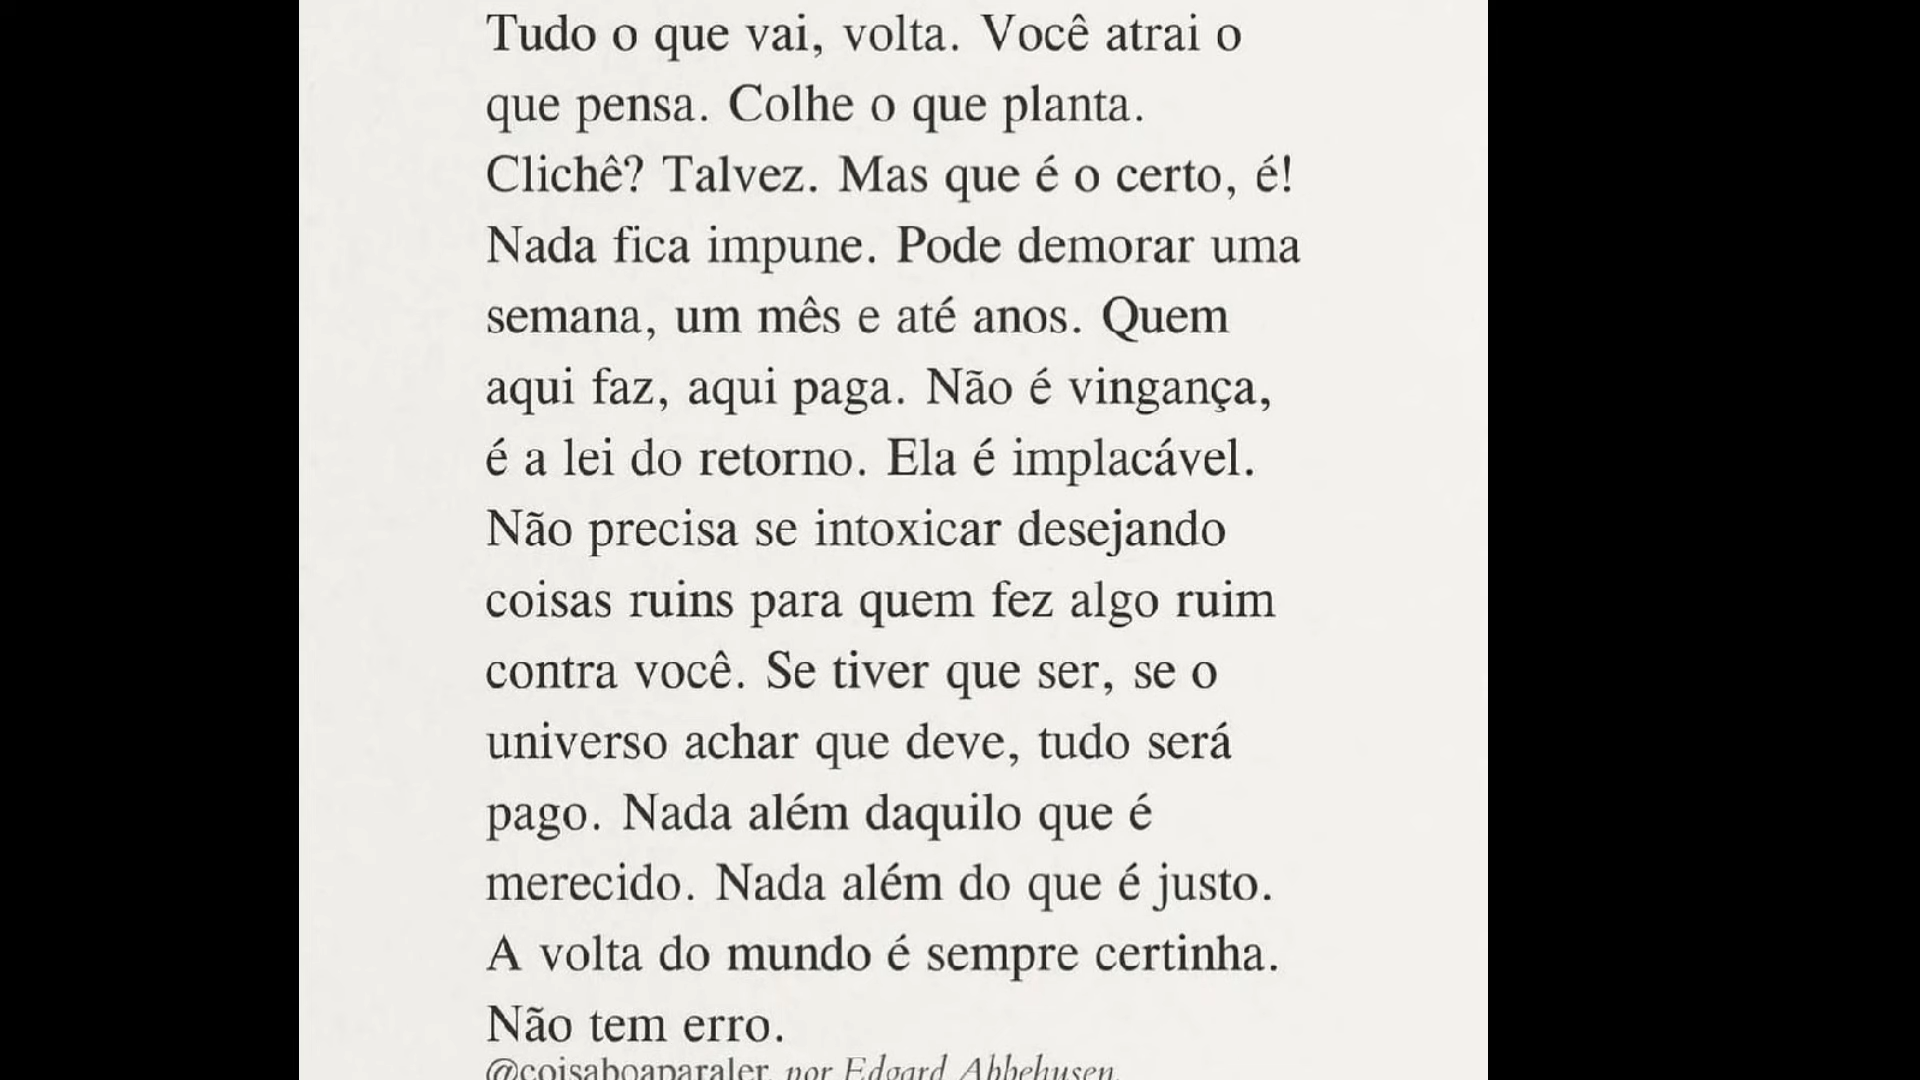 Tudo o que vai, volta. Você atrai o
que pensa. Colhe o que planta.
Clichê? Talvez. Mas que é o certo, é!
Nada fica impune. Pode demorar uma
semana, um mês e até anos. Quem
aqui faz, aqui paga. Não é vingança,
é a lei do retorno. Ela é implacável.
Não precisa se intoxicar desejando
coisas ruins para quem fez algo ruim
contra você. Se tiver que ser, se o
universo achar que deve, tudo será
pago. Nada além daquilo que é
merecido. Nada além do que é justo.
A volta do mundo é sempre certinha.
Não tem erro.
@coisaboaparaler, por Edgard Abbehusen.